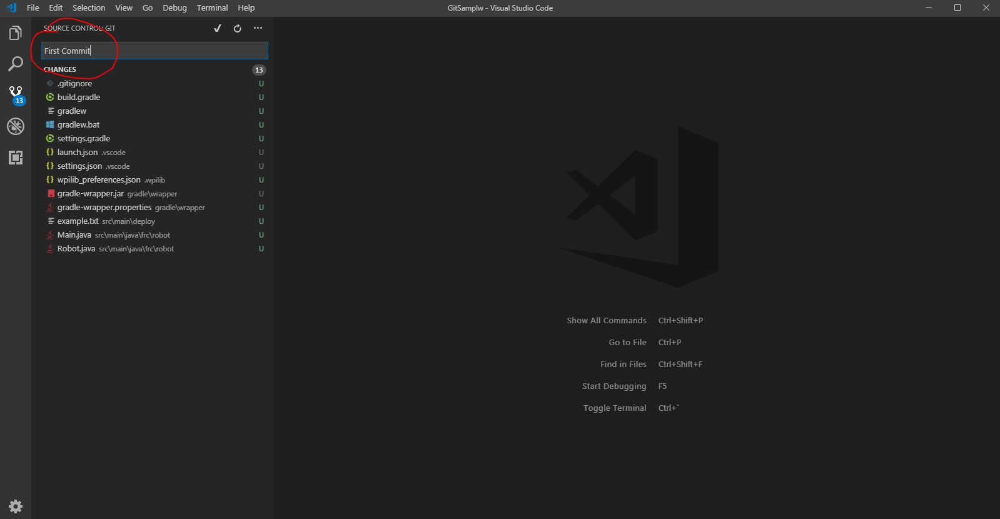 File Edit Selection View Go Debug Terminal Help
GitSamplw - Visual Studio Code
SOURCE CONTROL: GIT
First Commit
CHANGES 13
.gitignore U
build.gradle U
13
gradlew U
gradlew.bat U
settings.gradle U
launch.json .vscode U
settings.json .vscode U
wpilib_preferences.json .wpilib U
gradle-wrapper.jar gradle\wrapper U
gradle-wrapper.properties gradle\wrapper U
example.txt src\main\deploy U
Main.java src\main\java\frc\robot U
Robot.java src\main\java\frc\robot U
Show All Commands Ctrl+Shift+P
Go to File Ctrl+P
Find in Files Ctrl+Shift+F
Start Debugging F5
Toggle Terminal Ctrl+`